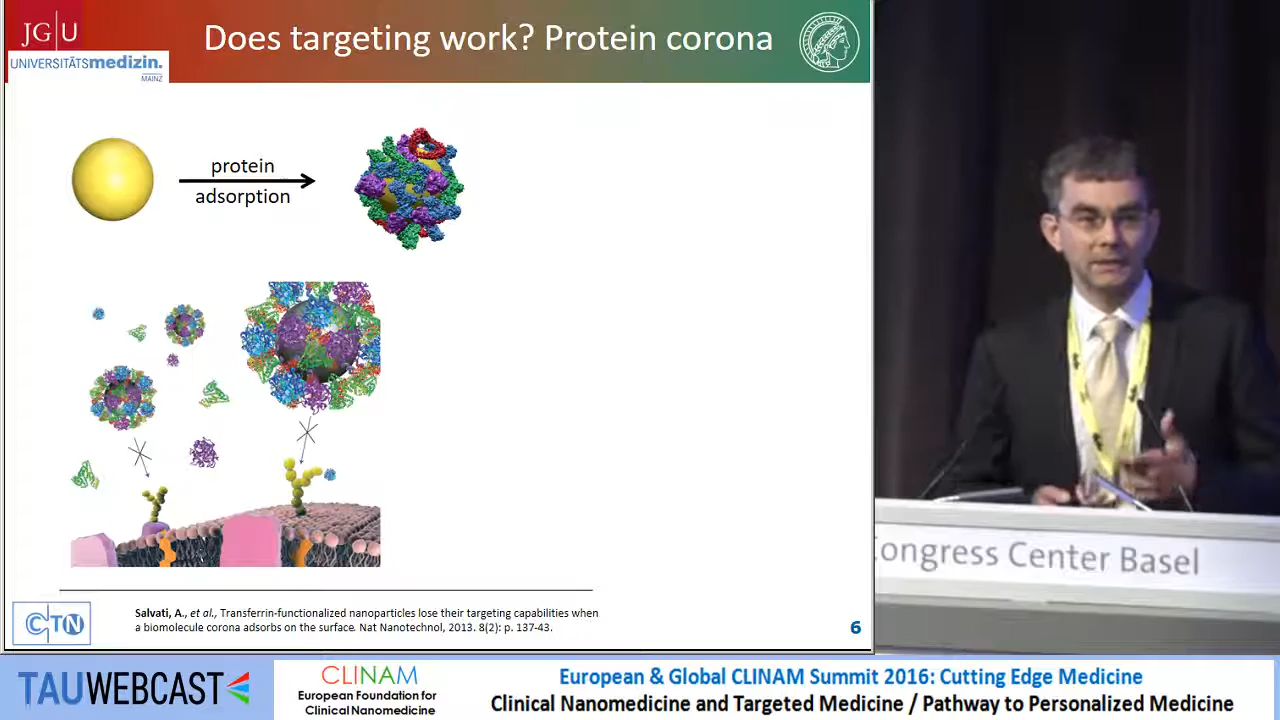 JG|U
UNIVERSITÄTSmedizin.
MAINZ
Does targeting work? Protein corona
protein
adsorption
Salvati, A., et al., Transferrin-functionalized nanoparticles lose their targeting capabilities when
a biomolecule corona adsorbs on the surface. Nat Nanotechnol, 2013. 8(2): p. 137-43.
CTN
6
Congress Center Basel
TAUWEBCAST
CLINAM
European Foundation for
Clinical Nanomedicine
European & Global CLINAM Summit 2016: Cutting Edge Medicine
Clinical Nanomedicine and Targeted Medicine / Pathway to Personalized Medicine